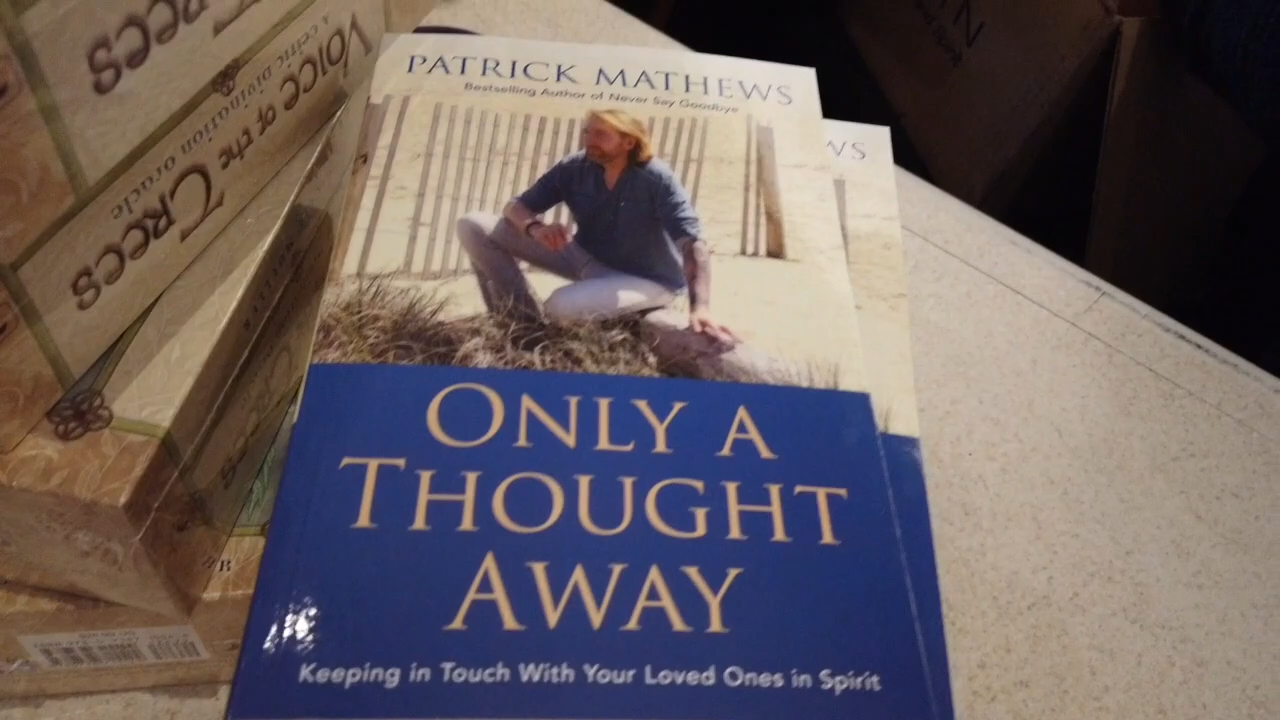 PATRICK MATHEWS
Bestselling Author of Never Say Goodbye
ONLY A
THOUGHT
AWAY
Keeping in Touch With Your Loved Ones in Spirit
WS
Voice of the
Trees
a celtic divination oracle
Trees